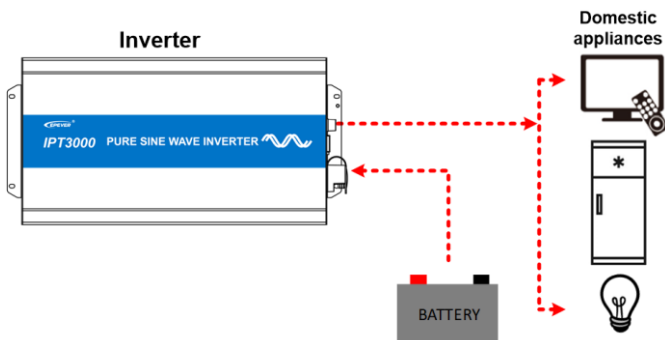 Inverter
Domestic
appliances
EPEVER®
IPT3000 PURE SINE WAVE INVERTER
BATTERY